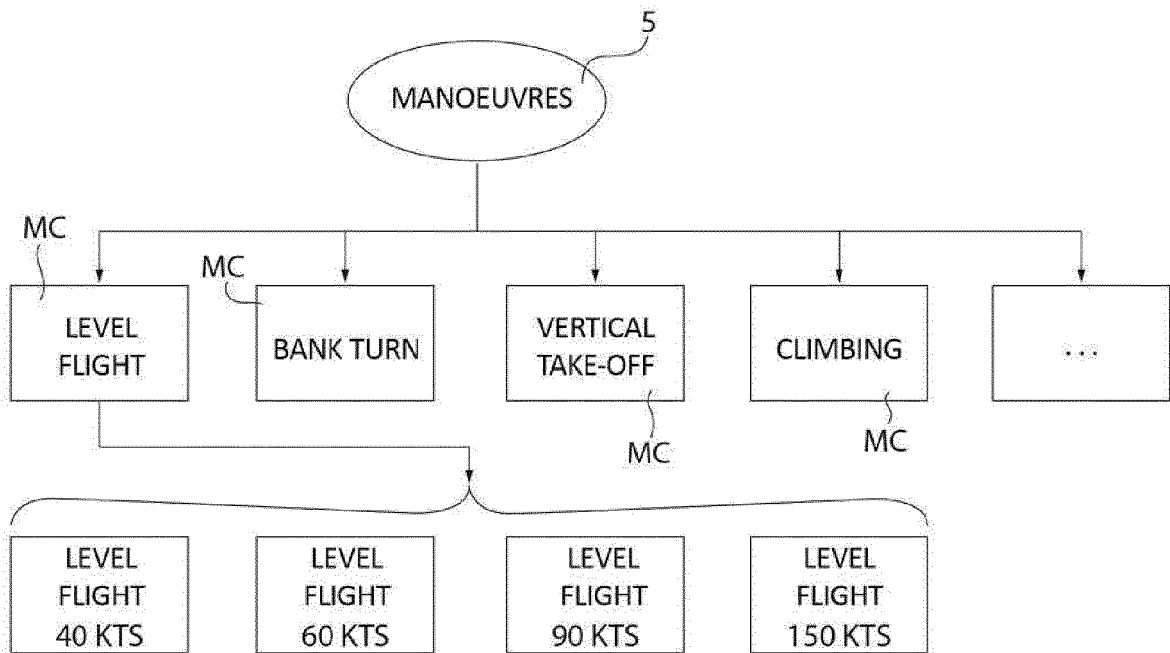 5
MANOEUVRES
MC
MC
LEVEL
FLIGHT
BANK TURN
VERTICAL
TAKE-OFF
CLIMBING
...
MC
MC
LEVEL
FLIGHT
40 KTS
LEVEL
FLIGHT
60 KTS
LEVEL
FLIGHT
90 KTS
LEVEL
FLIGHT
150 KTS